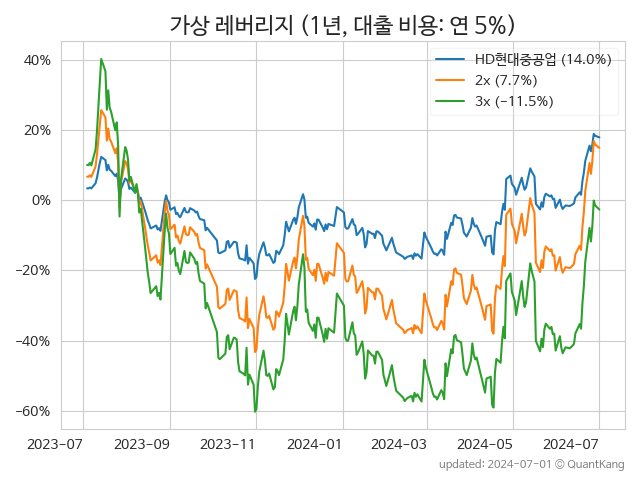 가상 레버리지 (1년, 대출 비용: 연 5%)
HD현대중공업 (14.0%)
2x (7.7%)
3x (−11.5%)
40%
20%
0%
−20%
−40%
−60%
2023-07 2023-09 2023-11 2024-01 2024-03 2024-05 2024-07
updated: 2024-07-01 © QuantKang